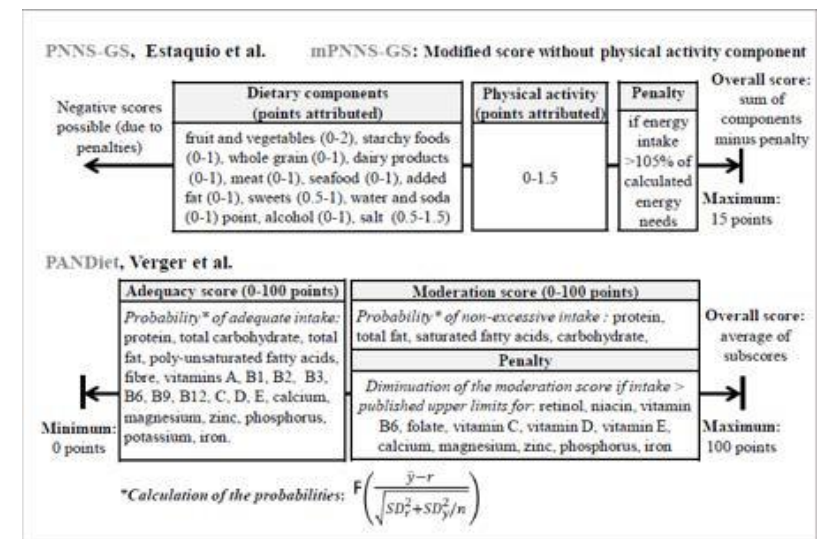 PNNS-GS, Estaquio et al. mPNNS-GS: Modified score without physical activity component
Negative scores
possible (due to
penalties)
Dietary components
(points attributed)
fruit and vegetables (0-2), starchy foods
(0-1), whole grain (0-1), dairy products
(0-1), meat (0-1), seafood (0-1), added
fat (0-1), sweets (0.5-1), water and soda
(0-1) point, alcohol (0-1), salt (0.5-1.5)
Physical activity
(points attributed)
0-1.5
Penalty
if energy
intake
>105% of
calculated
energy
needs
Overall score:
sum of
components
minus penalty
Maximum:
15 points
PANDiet, Verger et al.
Minimum:
0 points
Adequacy score (0-100 points)
Probability* of adequate intake:
protein, total carbohydrate, total
fat, poly-unsaturated fatty acids,
fibre, vitamins A, B1, B2, B3,
B6, B9, B12, C, D, E, calcium,
magnesium, zinc, phosphorus,
potassium, iron.
Moderation score (0-100 points)
Probability* of non-excessive intake : protein,
total fat, saturated fatty acids, carbohydrate,
Penalty
Diminuation of the moderation score if intake >
published upper limits for: retinol, niacin, vitamin
B6, folate, vitamin C, vitamin D, vitamin E,
calcium, magnesium, zinc, phosphorus, iron
Overall score:
average of
subscores
Maximum:
100 points
*Calculation of the probabilities: F( (ȳ−r) / √(SD²r+SD²y/n) )